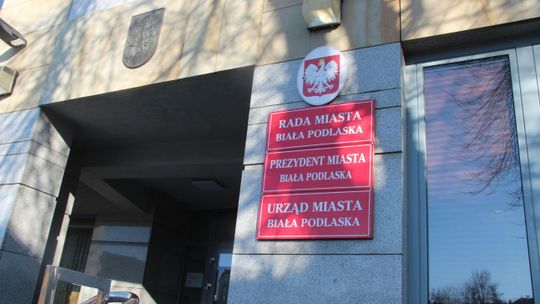 RADA MIASTA
BIAŁA PODLASKA
PREZYDENT MIASTA
BIAŁA PODLASKA
URZĄD MIASTA
BIAŁA PODLASKA